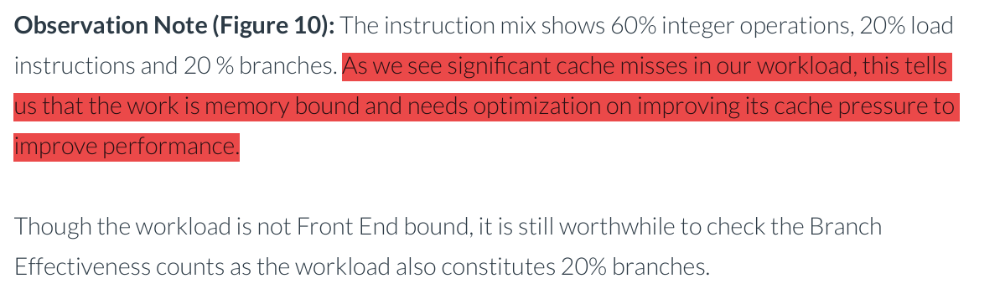 Observation Note (Figure 10): The instruction mix shows 60% integer operations, 20% load
instructions and 20 % branches. As we see significant cache misses in our workload, this tells
us that the work is memory bound and needs optimization on improving its cache pressure to
improve performance.
Though the workload is not Front End bound, it is still worthwhile to check the Branch
Effectiveness counts as the workload also constitutes 20% branches.